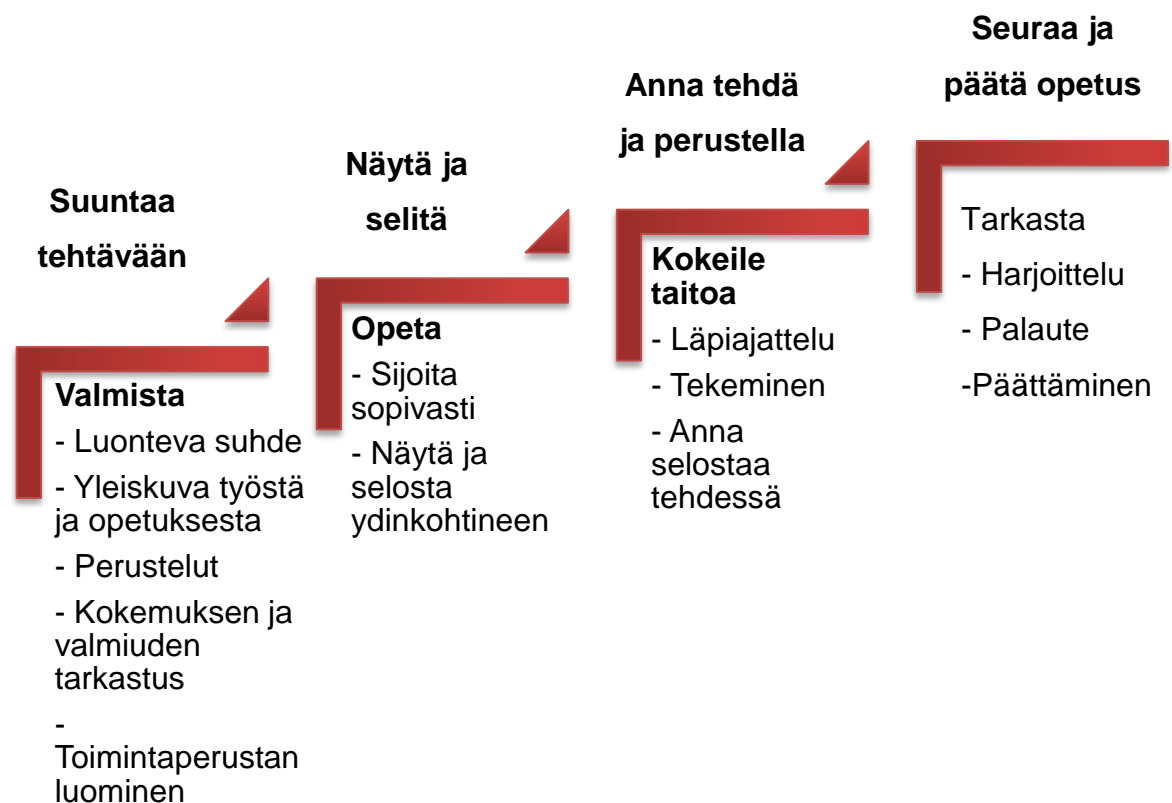 Suuntaa
tehtävään
Valmista
- Luonteva suhde
- Yleiskuva työstä
ja opetuksesta
- Perustelut
- Kokemuksen ja
valmiuden
tarkastus
-
Toimintaperustan
luominen
Näytä ja
selitä
Opeta
- Sijoita
sopivasti
- Näytä ja
selosta
ydinkohtineen
Anna tehdä
ja perustella
Kokeile
taitoa
- Läpiajattelu
- Tekeminen
- Anna
selostaa
tehdessä
Seuraa ja
päätä opetus
Tarkasta
- Harjoittelu
- Palaute
-Päättäminen